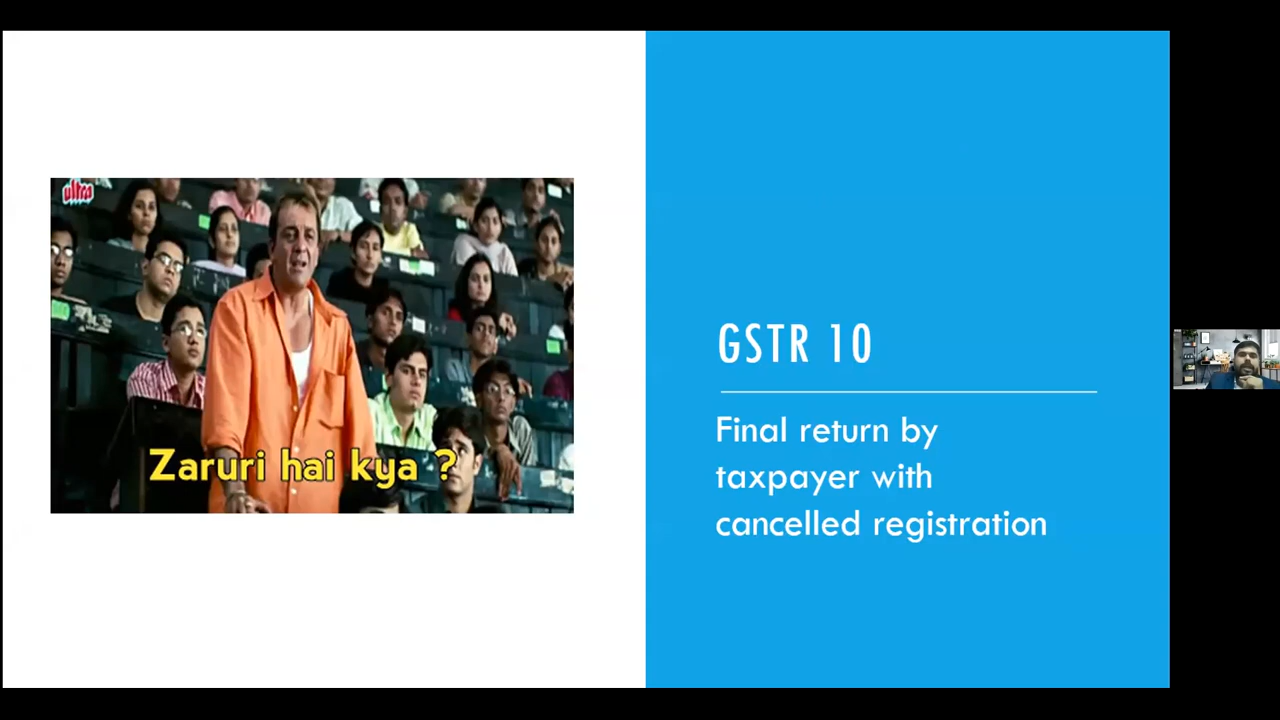 ultra
Zaruri hai kya ?
GSTR 10
Final return by
taxpayer with
cancelled registration